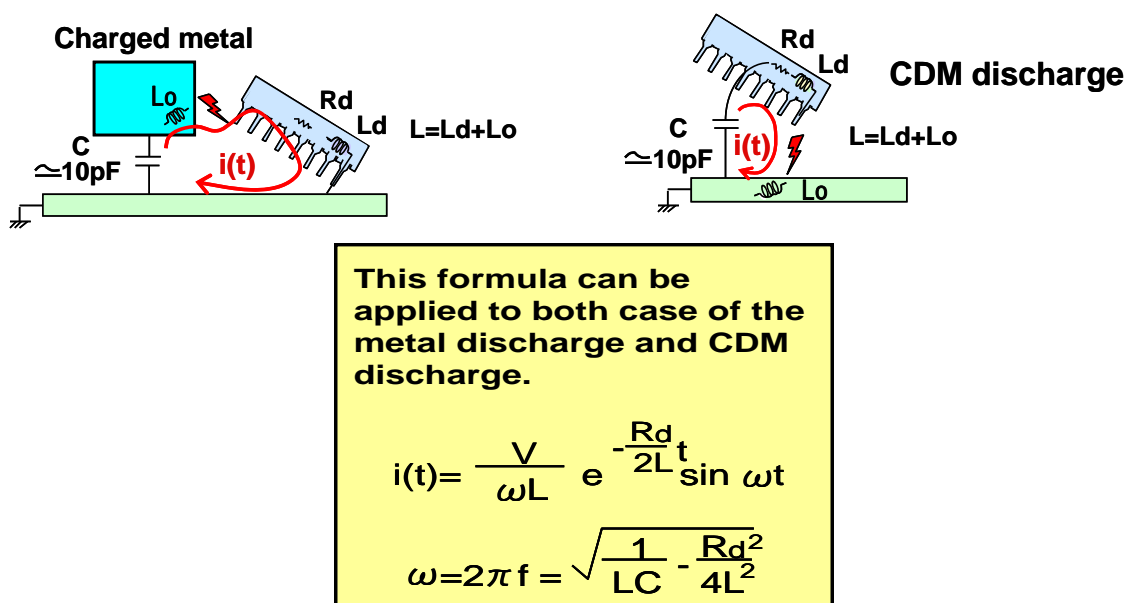 Charged metal
Lo
Rd
Ld
L=Ld+Lo
C
≃10pF
i(t)
Rd
Ld
CDM discharge
C
≃10pF
i(t)
L=Ld+Lo
Lo
This formula can be
applied to both case of the
metal discharge and CDM
discharge.
i(t)= V/ωL e^(-Rd/2L t) sin ωt
ω=2πf=√(1/LC - Rd²/4L²)